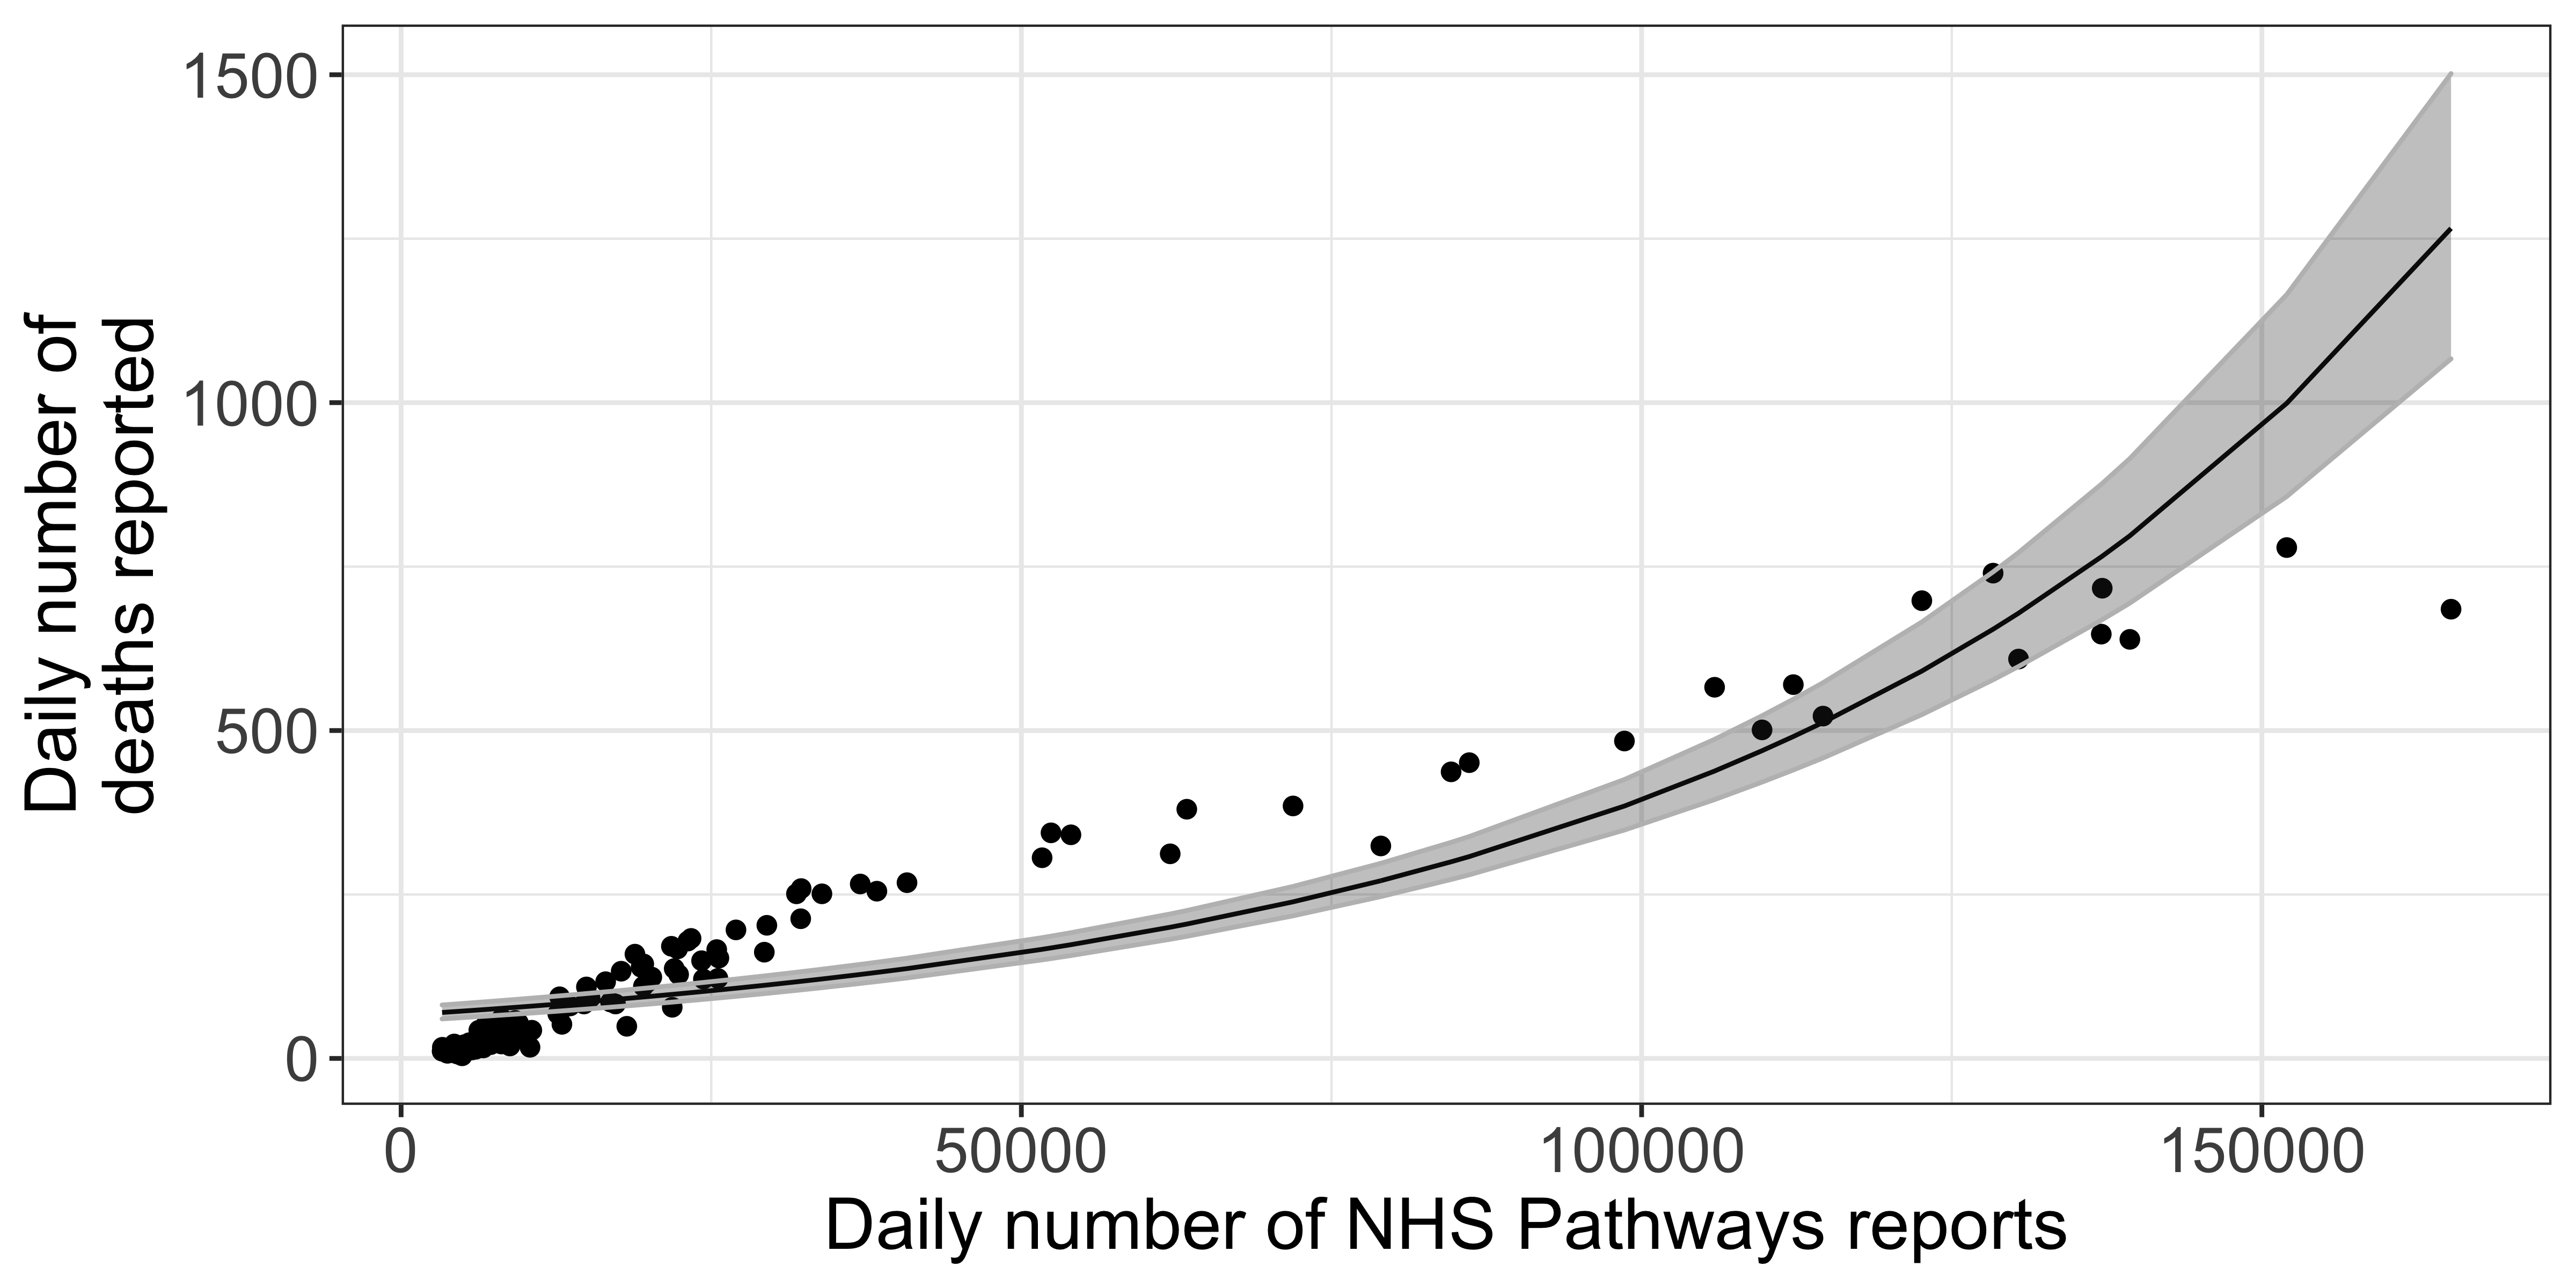 Daily number of
deaths reported
1500
1000
500
0
0 50000 100000 150000
Daily number of NHS Pathways reports